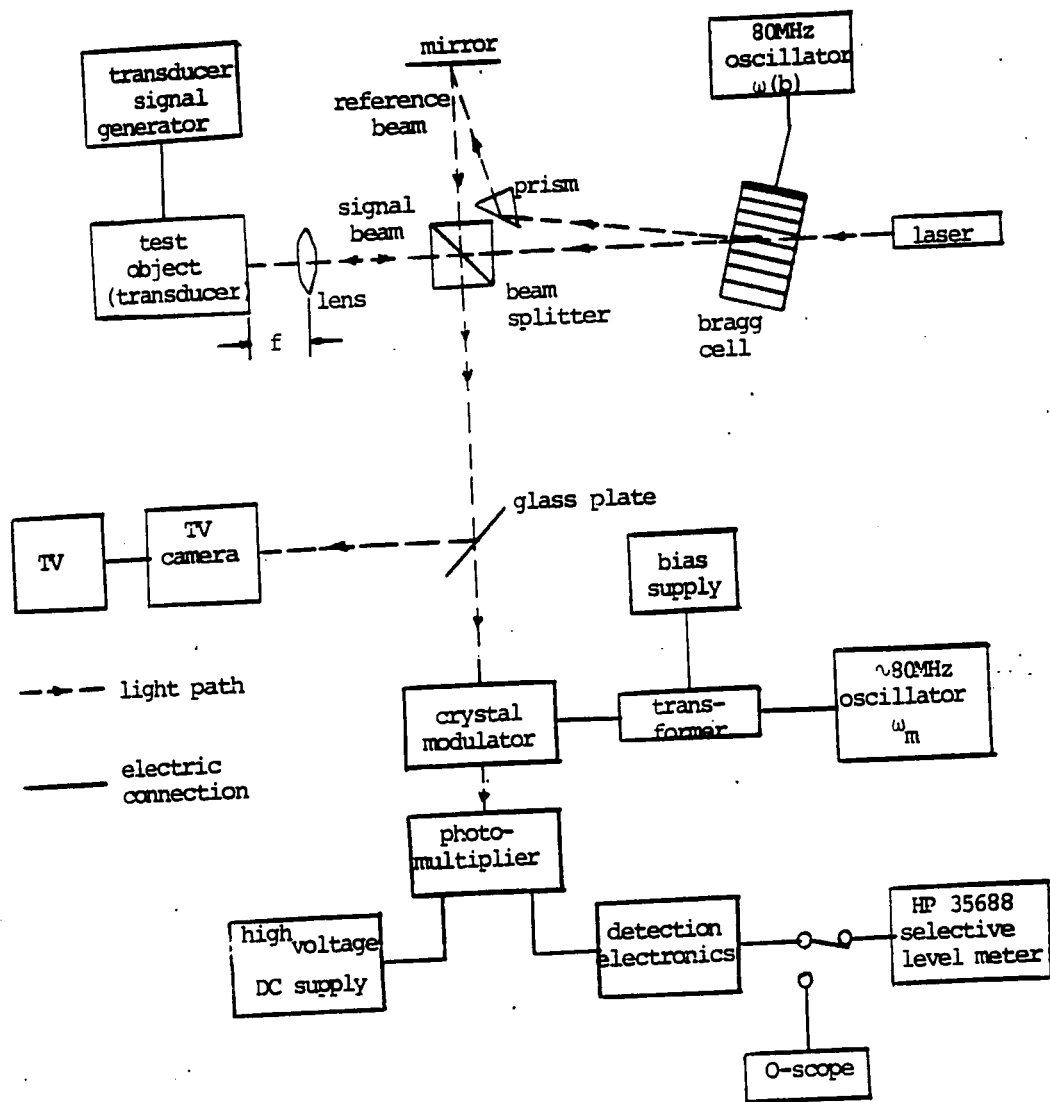 transducer
signal
generator
mirror
80MHz
oscillator
ω(b)
reference
beam
prism
signal
beam
laser
test
object
(transducer)
lens
beam
splitter
bragg
cell
f
glass plate
TV
TV
camera
bias
supply
light path
crystal
modulator
trans-
former
~80MHz
oscillator
ωm
electric
connection
photo-
multiplier
high voltage
DC supply
detection
electronics
HP 35688
selective
level meter
O-scope